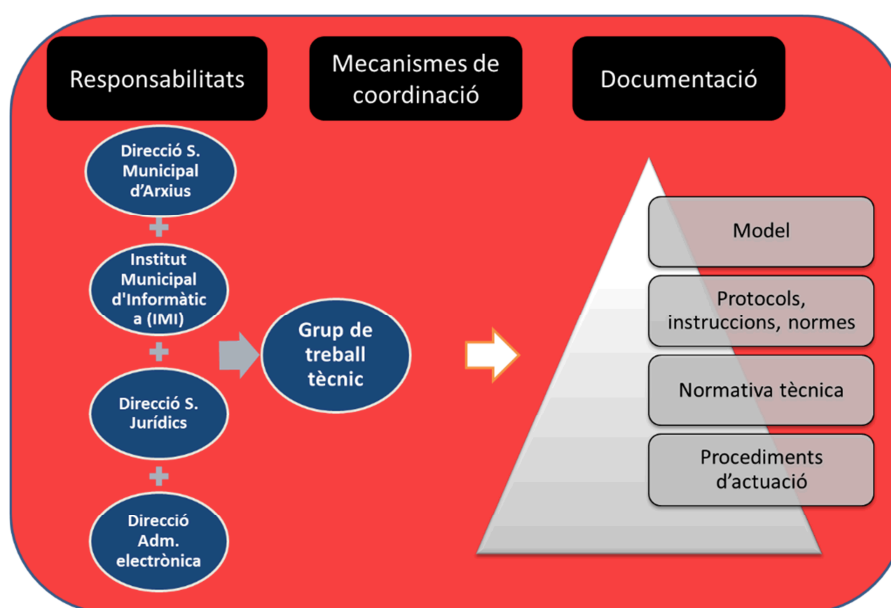 Responsabilitats
Mecanismes de
coordinació
Documentació
Direcció S.
Municipal
d’Arxius
Institut
Municipal
d'Informàtic
a (IMI)
Direcció S.
Jurídics
Direcció
Adm.
electrònica
Grup de
treball
tècnic
Model
Protocols,
instruccions, normes
Normativa tècnica
Procediments
d’actuació